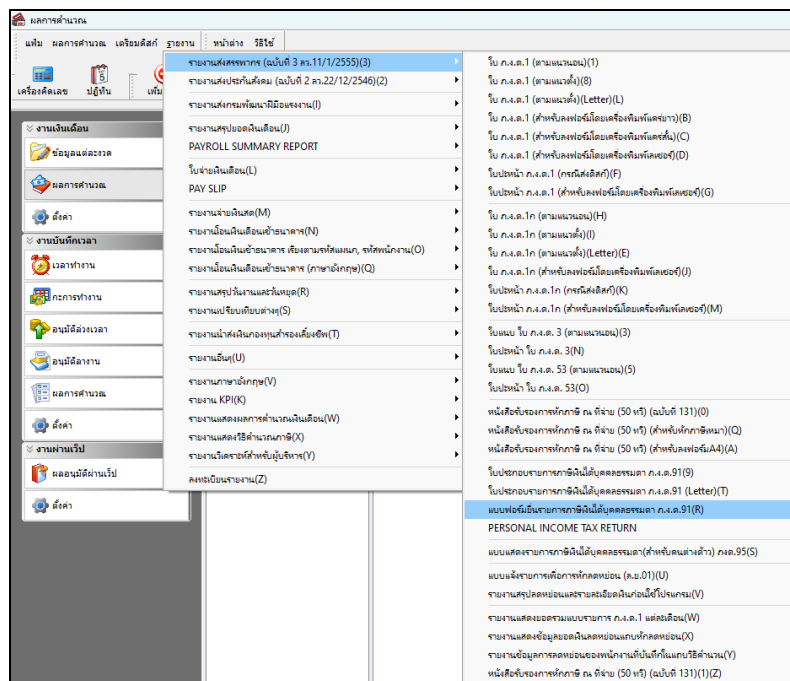 ผลการคำนวณ
แฟ้ม ผลการคำนวณ เตรียมดิสก์ รายงาน หน้าต่าง วิธีใช้
เครื่องคิดเลข ปฏิทิน เพิ่ม
งานเงินเดือน
ข้อมูลแต่ละงวด
ผลการคำนวณ
ตั้งค่า
งานบันทึกเวลา
เวลาทำงาน
กะการทำงาน
อนุมัติล่วงเวลา
อนุมัติลางาน
ผลการคำนวณ
ตั้งค่า
งานผ่านเว็ป
ผลอนุมัติผ่านเว็ป
ตั้งค่า
รายงานส่งสรรพากร (ฉบับที่ 3 ลว.11/1/2555)(3)
รายงานส่งประกันสังคม (ฉบับที่ 2 ลว.22/12/2546)(2)
รายงานส่งกรมพัฒนาฝีมือแรงงาน(I)
รายงานสรุปยอดเงินเดือน(J)
PAYROLL SUMMARY REPORT
ใบจ่ายเงินเดือน(L)
PAY SLIP
รายงานจ่ายเงินสด(M)
รายงานโอนเงินเดือนเข้าธนาคาร(N)
รายงานโอนเงินเข้าธนาคาร เรียงตามรหัสแผนก, รหัสพนักงาน(O)
รายงานโอนเงินเดือนเข้าธนาคาร (ภาษาอังกฤษ)(Q)
รายงานสรุปวันงานและวันหยุด(R)
รายงานเปรียบเทียบต่างๆ(S)
รายงานนำส่งเงินกองทุนสำรองเลี้ยงชีพ(T)
รายงานอื่นๆ(U)
รายงานภาษาอังกฤษ(V)
รายงาน KPI(K)
รายงานแสดงผลการคำนวณเงินเดือน(W)
รายงานแสดงวิธีคำนวณภาษี(X)
รายงานวิเคราะห์สำหรับผู้บริหาร(Y)
ลงทะเบียนรายงาน(Z)
ใบ ภ.ง.ด.1 (ตามแนวนอน)(1)
ใบ ภ.ง.ด.1 (ตามแนวตั้ง)(8)
ใบ ภ.ง.ด.1 (ตามแนวตั้ง)(Letter)(L)
ใบ ภ.ง.ด.1 (สำหรับลงฟอร์มโดยเครื่องพิมพ์แคร่ยาว)(B)
ใบ ภ.ง.ด.1 (สำหรับลงฟอร์มโดยเครื่องพิมพ์แคร่สั้น)(C)
ใบ ภ.ง.ด.1 (สำหรับลงฟอร์มโดยเครื่องพิมพ์เลเซอร์)(D)
ใบปะหน้า ภ.ง.ด.1 (กรณีส่งดิสก์)(F)
ใบปะหน้า ภ.ง.ด.1 (สำหรับลงฟอร์มโดยเครื่องพิมพ์เลเซอร์)(G)
ใบ ภ.ง.ด.1ก (ตามแนวนอน)(H)
ใบ ภ.ง.ด.1ก (ตามแนวตั้ง)(I)
ใบ ภ.ง.ด.1ก (ตามแนวตั้ง)(Letter)(E)
ใบ ภ.ง.ด.1ก (สำหรับลงฟอร์มโดยเครื่องพิมพ์เลเซอร์)(J)
ใบปะหน้า ภ.ง.ด.1ก (กรณีส่งดิสก์)(K)
ใบปะหน้า ภ.ง.ด.1ก (สำหรับลงฟอร์มโดยเครื่องพิมพ์เลเซอร์)(M)
ใบแนบ ใบ ภ.ง.ด. 3 (ตามแนวนอน)(3)
ใบปะหน้า ใบ ภ.ง.ด. 3(N)
ใบแนบ ใบ ภ.ง.ด. 53 (ตามแนวนอน)(5)
ใบปะหน้า ใบ ภ.ง.ด. 53(O)
หนังสือรับรองการหักภาษี ณ ที่จ่าย (50 ทวิ) (ฉบับที่ 131)(0)
หนังสือรับรองการหักภาษี ณ ที่จ่าย (50 ทวิ) (สำหรับหักภาษีเหมา)(Q)
หนังสือรับรองการหักภาษี ณ ที่จ่าย (50 ทวิ) (สำหรับลงฟอร์มA4)(A)
ใบประกอบรายการภาษีเงินได้บุคคลธรรมดา ภ.ง.ด.91(9)
ใบประกอบรายการภาษีเงินได้บุคคลธรรมดา ภ.ง.ด.91 (Letter)(T)
แบบฟอร์มยื่นรายการภาษีเงินได้บุคคลธรรมดา ภ.ง.ด.91(R)
PERSONAL INCOME TAX RETURN
แบบแสดงรายการภาษีเงินได้บุคคลธรรมดา(สำหรับคนต่างด้าว) ภงด.95(S)
แบบแจ้งรายการเพื่อการหักลดหย่อน (ล.ย.01)(U)
รายงานสรุปลดหย่อนและรายละเอียดเงินก่อนใช้โปรแกรม(V)
รายงานแสดงยอดรวมแบบรายการ ภ.ง.ด.1 แต่ละเดือน(W)
รายงานแสดงข้อมูลยอดเงินลดหย่อนแถบหักลดหย่อน(X)
รายงานข้อมูลการลดหย่อนของพนักงานที่บันทึกในแถบวิธีคำนวน(Y)
หนังสือรับรองการหักภาษี ณ ที่จ่าย (50 ทวิ) (ฉบับที่ 131)(1)(Z)